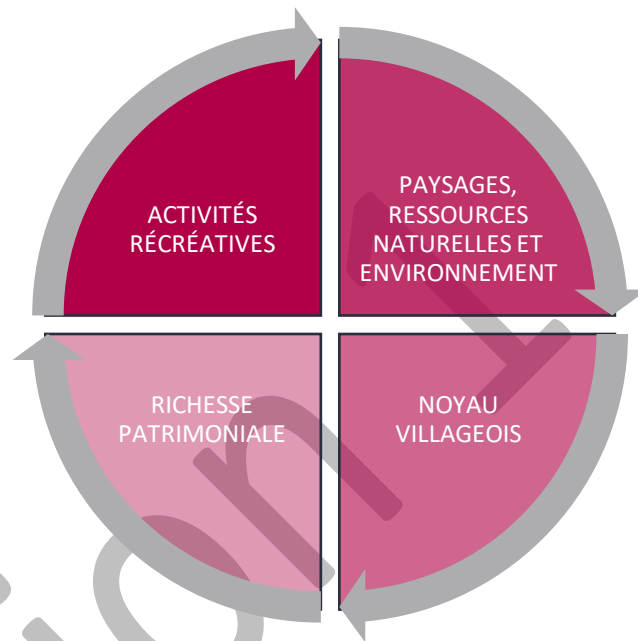 ACTIVITÉS
RÉCRÉATIVES
PAYSAGES,
RESSOURCES
NATURELLES ET
ENVIRONNEMENT
RICHESSE
PATRIMONIALE
NOYAU
VILLAGEOIS